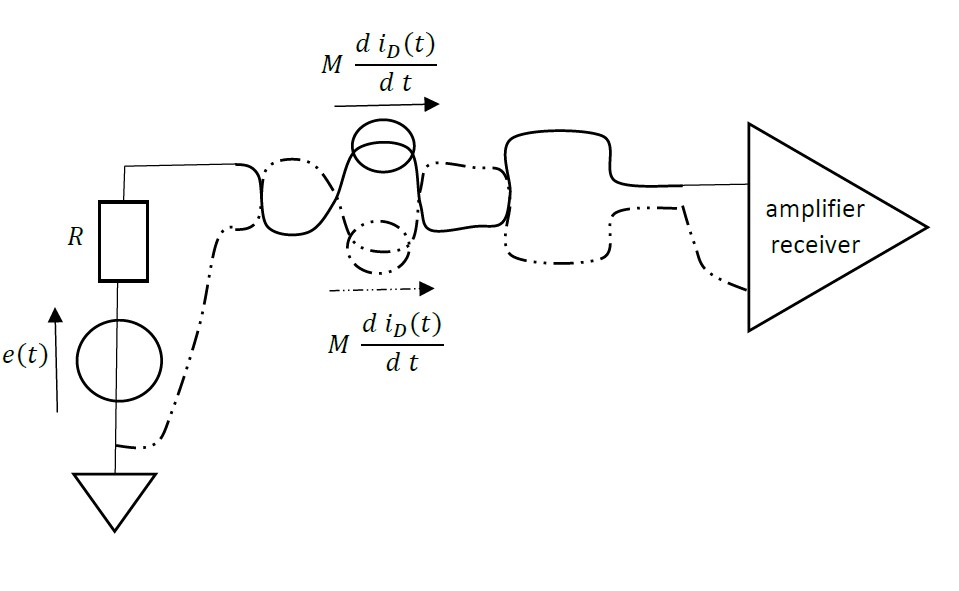 M d i_D(t)
d t
amplifier
receiver
R
e(t)
M d i_D(t)
d t